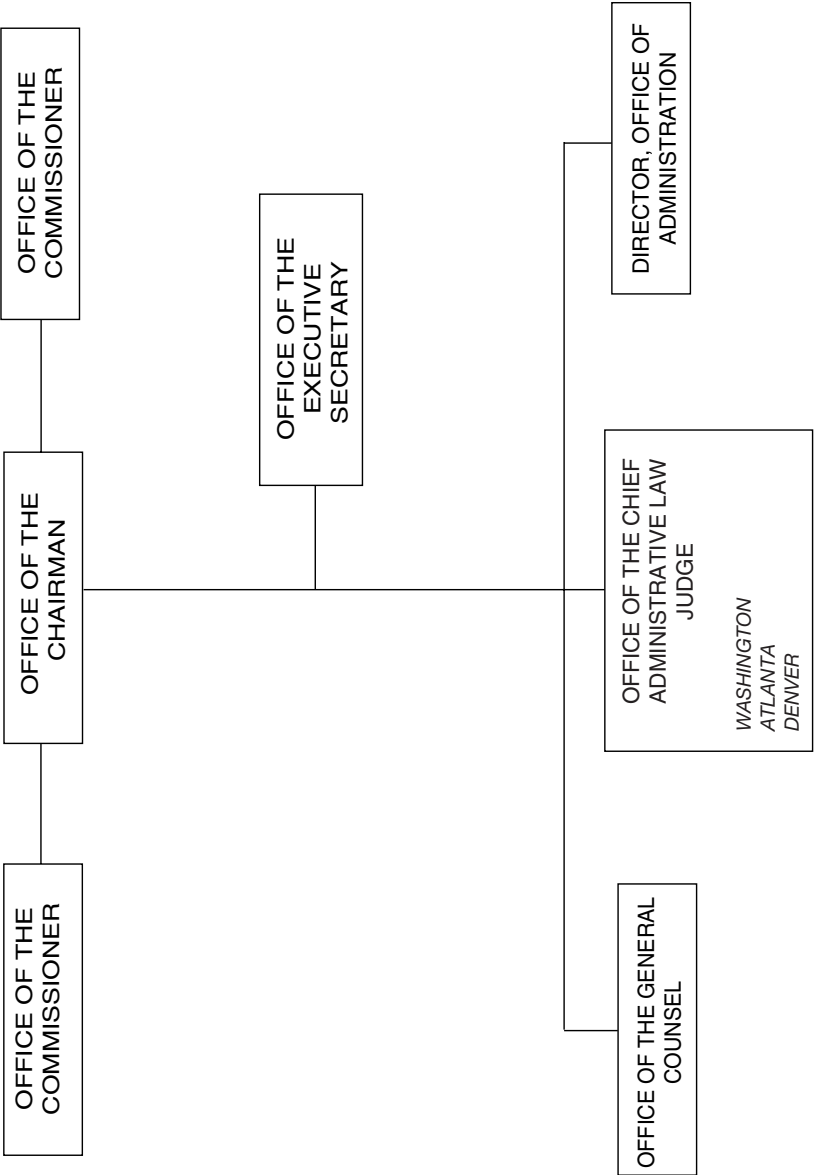 OFFICE OF THE
COMMISSIONER
OFFICE OF THE
CHAIRMAN
OFFICE OF THE
COMMISSIONER
OFFICE OF THE
EXECUTIVE
SECRETARY
OFFICE OF THE GENERAL
COUNSEL
OFFICE OF THE CHIEF
ADMINISTRATIVE LAW
JUDGE
WASHINGTON
ATLANTA
DENVER
DIRECTOR, OFFICE OF
ADMINISTRATION